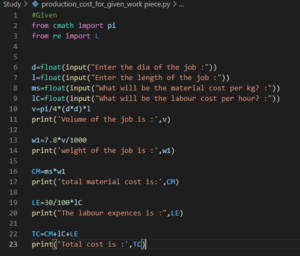 Study > production_cost_for_given_work piece.py > ...
1 #Given
2 from cmath import pi
3 from re import L
4
5
6 d=float(input("Enter the dia of the job :"))
7 l=float(input("Enter the length of the job :"))
8 ms=float(input("What will be the material cost per kg? :"))
9 lC=float(input("What will be the labour cost per hour? :"))
10 v=pi/4*(d*d)*l
11 print('Volume of the job is :',v)
12
13 w1=7.8*v/1000
14 print('weight of the job is :',w1)
15
16 CM=ms*w1
17 print('total material cost is:',CM)
18
19 LE=30/100*lC
20 print("The labour expences is :",LE)
21
22 TC=CM+lC+LE
23 print('Total cost is :',TC)